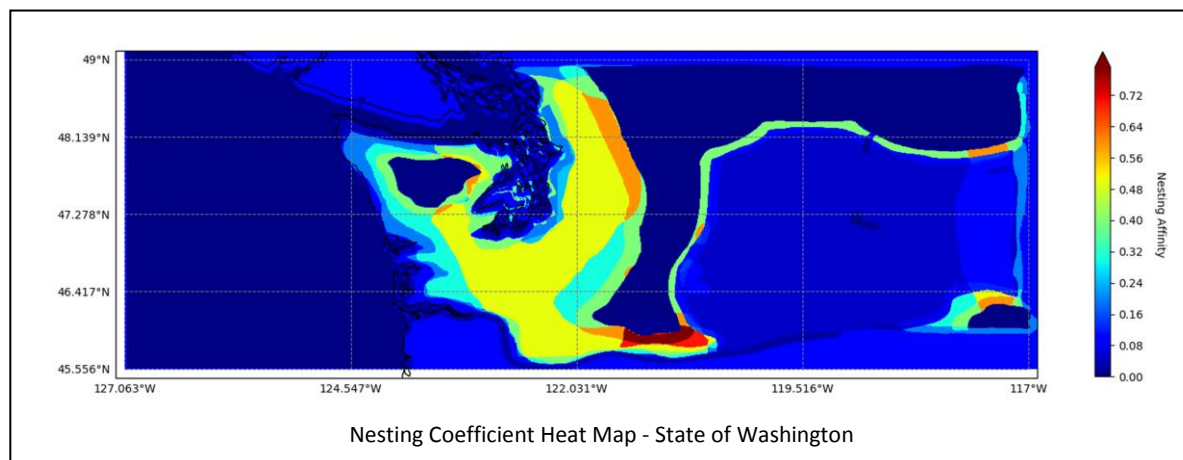 49°N
48.139°N
47.278°N
46.417°N
45.556°N
127.063°W
124.547°W
122.031°W
119.516°W
117°W
0.72
0.64
0.56
0.48
0.40
0.32
0.24
0.16
0.08
0.00
Nesting Affinity
Nesting Coefficient Heat Map - State of Washington